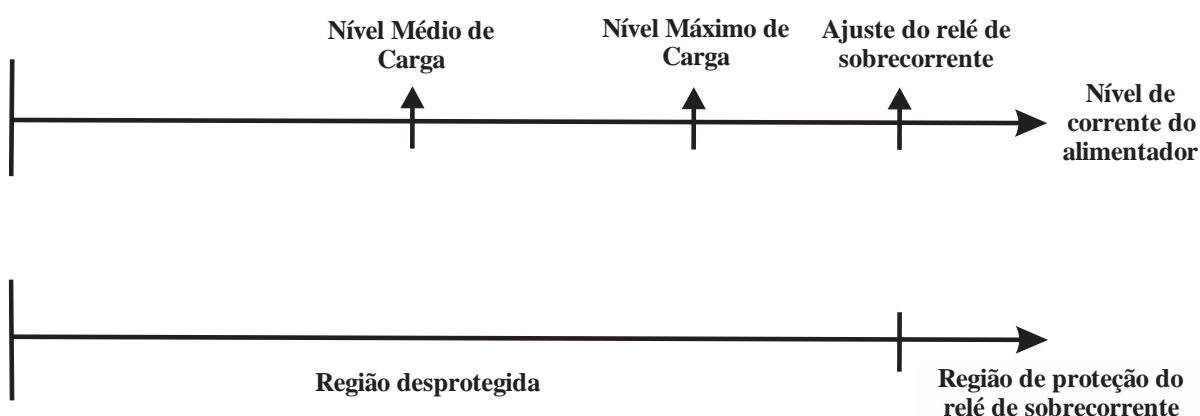 Nível Médio de
Carga
Nível Máximo de
Carga
Ajuste do relé de
sobrecorrente
Nível de
corrente do
alimentador
Região desprotegida
Região de proteção do
relé de sobrecorrente